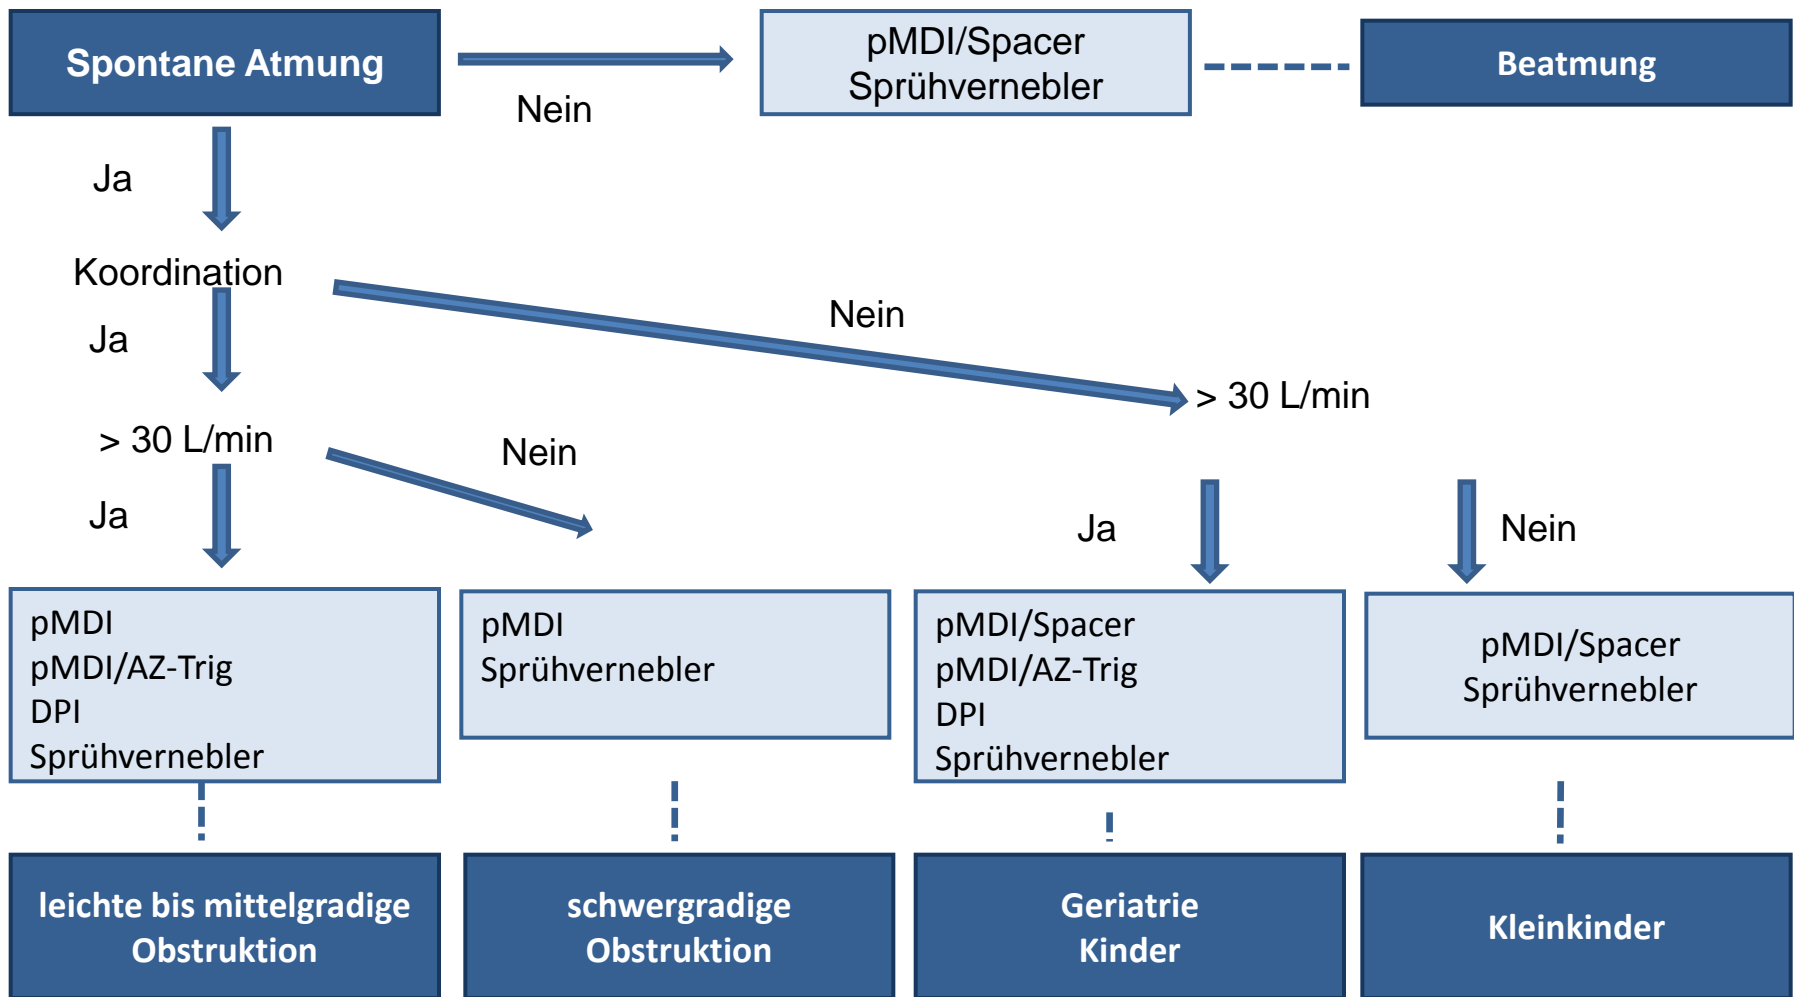 Spontane Atmung
Nein
pMDI/Spacer
Sprühvernebler
Beatmung
Ja
Koordination
Nein
Ja
> 30 L/min
> 30 L/min
Nein
Ja
Ja
Nein
pMDI
pMDI/AZ-Trig
DPI
Sprühvernebler
pMDI
Sprühvernebler
pMDI/Spacer
pMDI/AZ-Trig
DPI
Sprühvernebler
pMDI/Spacer
Sprühvernebler
leichte bis mittelgradige
Obstruktion
schwergradige
Obstruktion
Geriatrie
Kinder
Kleinkinder